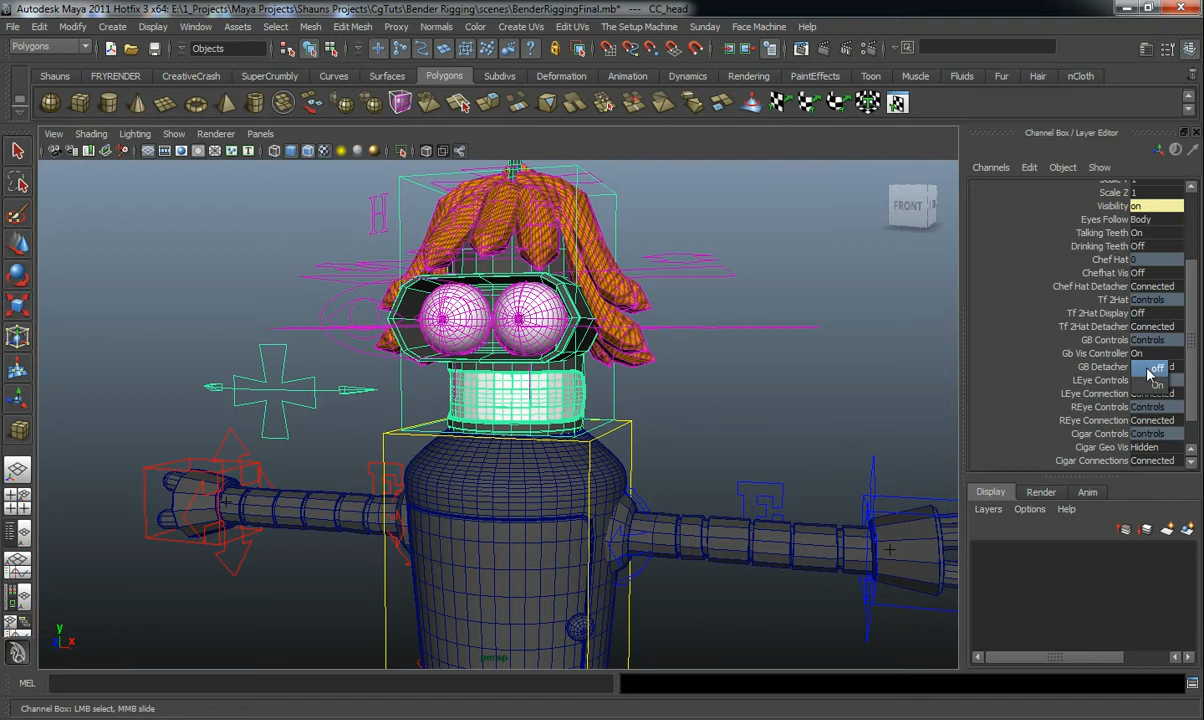 Autodesk Maya 2011 Hotfix 3 x64: E:\1_Projects\Maya Projects\Shauns Projects\CgTuts\Bender Rigging\scenes\BenderRiggingFinal.mb* --- CC_head
File Edit Modify Create Display Window Assets Select Mesh Edit Mesh Proxy Normals Color Create UVs Edit UVs The Setup Machine Sunday Face Machine Help
Polygons Objects
Shauns FRYRENDER CreativeCrash SuperCrumbly Curves Surfaces Polygons Subdivs Deformation Animation Dynamics Rendering PaintEffects Toon Muscle Fluids Fur Hair nCloth
View Shading Lighting Show Renderer Panels
Channel Box / Layer Editor
Channels Edit Object Show
Scale Z 1
Visibility on
Eyes Follow Body
Talking Teeth On
Drinking Teeth Off
Chef Hat 0
Chefhat Vis Off
Chef Hat Detacher Connected
Tf 2Hat Controls
Tf 2Hat Display Off
Tf 2Hat Detacher Connected
GB Controls Controls
Gb Vis Controller On
GB Detacher
off
On
LEye Controls
LEye Connection Connected
REye Controls Controls
REye Connection Connected
Cigar Controls Controls
Cigar Geo Vis Hidden
Cigar Connections Connected
FRONT
H
E
E
y
x
persp
Display Render Anim
Layers Options Help
MEL
Channel Box: LMB select, MMB slide